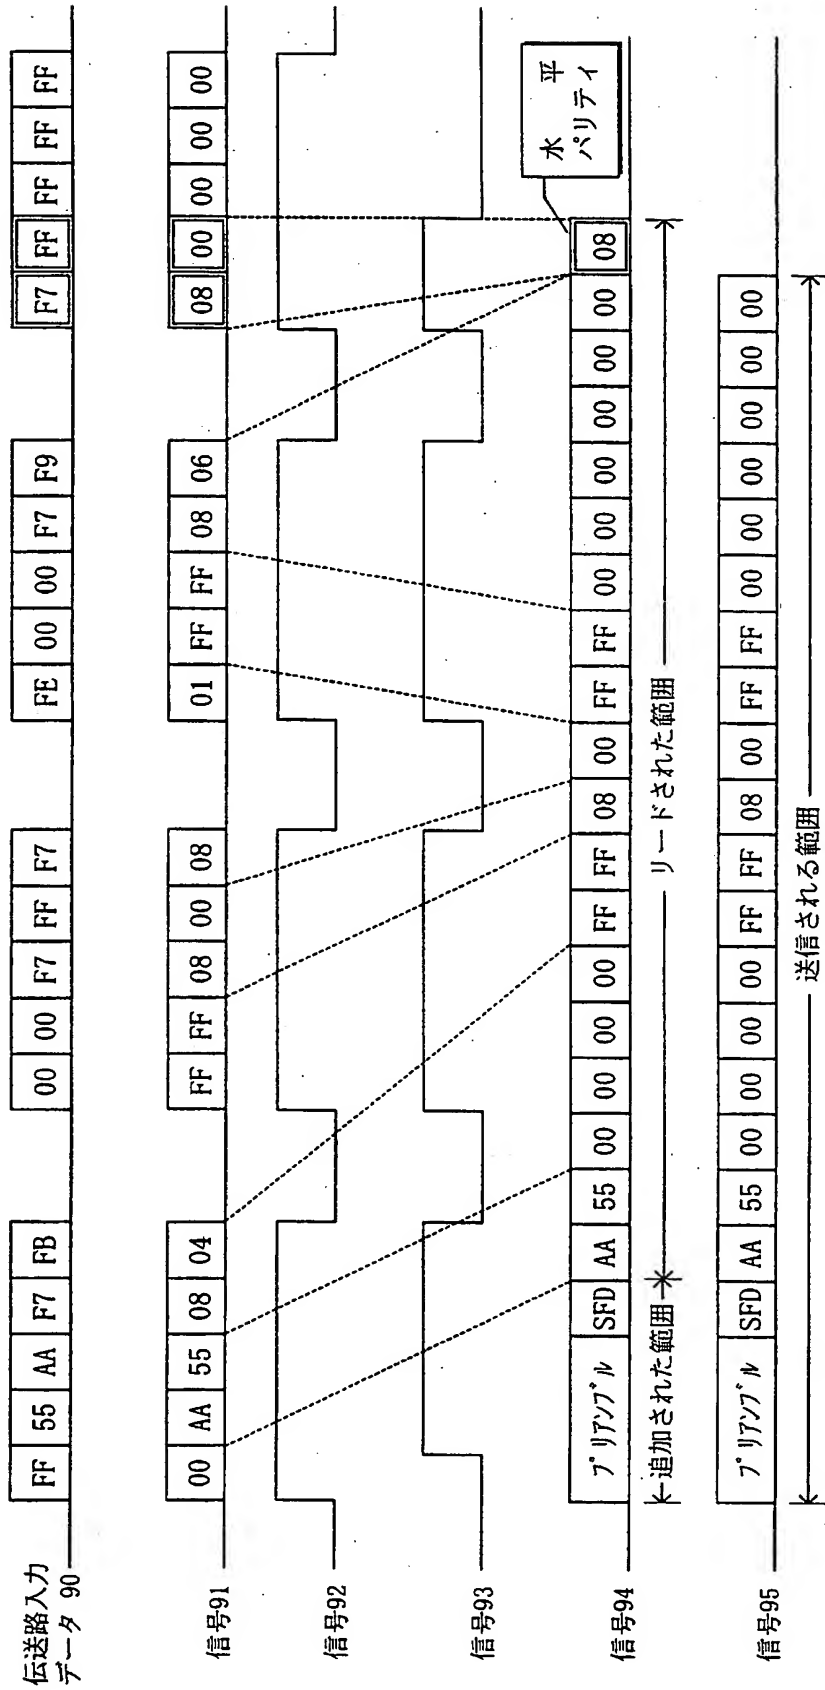 伝送路入力
データ 90
FF 55 AA F7 FB 00 00 F7 FF F7 FE 00 00 F7 F9 F7 FF FF FF FF
信号91
00 AA 55 08 04 FF FF 08 00 08 01 FF FF 08 06 08 00 00 00 00
信号92
信号93
水 平
パリティ
信号94
プリアンブル SFD AA 55 00 00 00 00 FF FF 08 00 FF FF 00 00 00 00 00 00 08
追加された範囲
リードされた範囲
信号95
プリアンブル SFD AA 55 00 00 00 00 FF FF 08 00 FF FF 00 00 00 00 00 00
送信される範囲